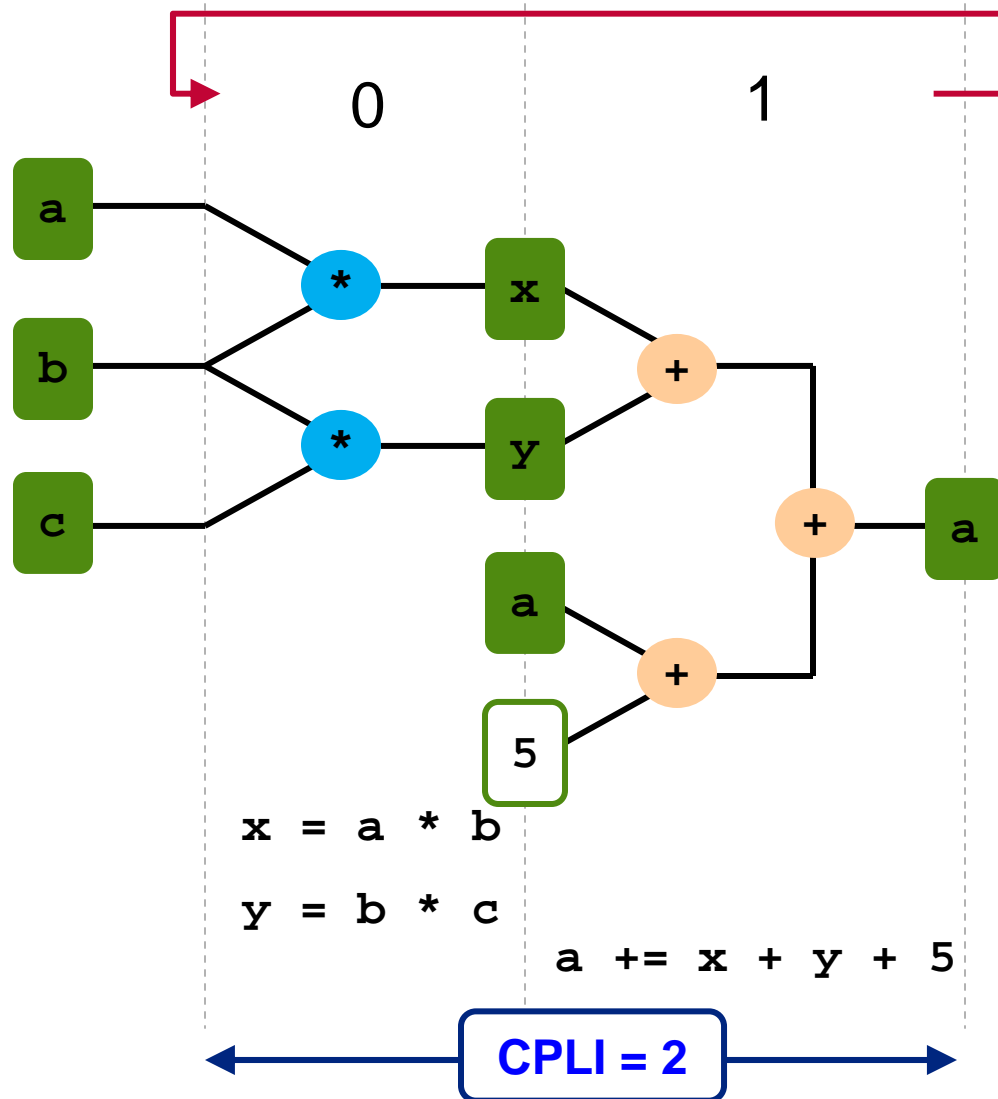 0 1
a
*
x
b
+
*
y
c
+
a
a
+
5
x = a * b
y = b * c
a += x + y + 5
CPLI = 2